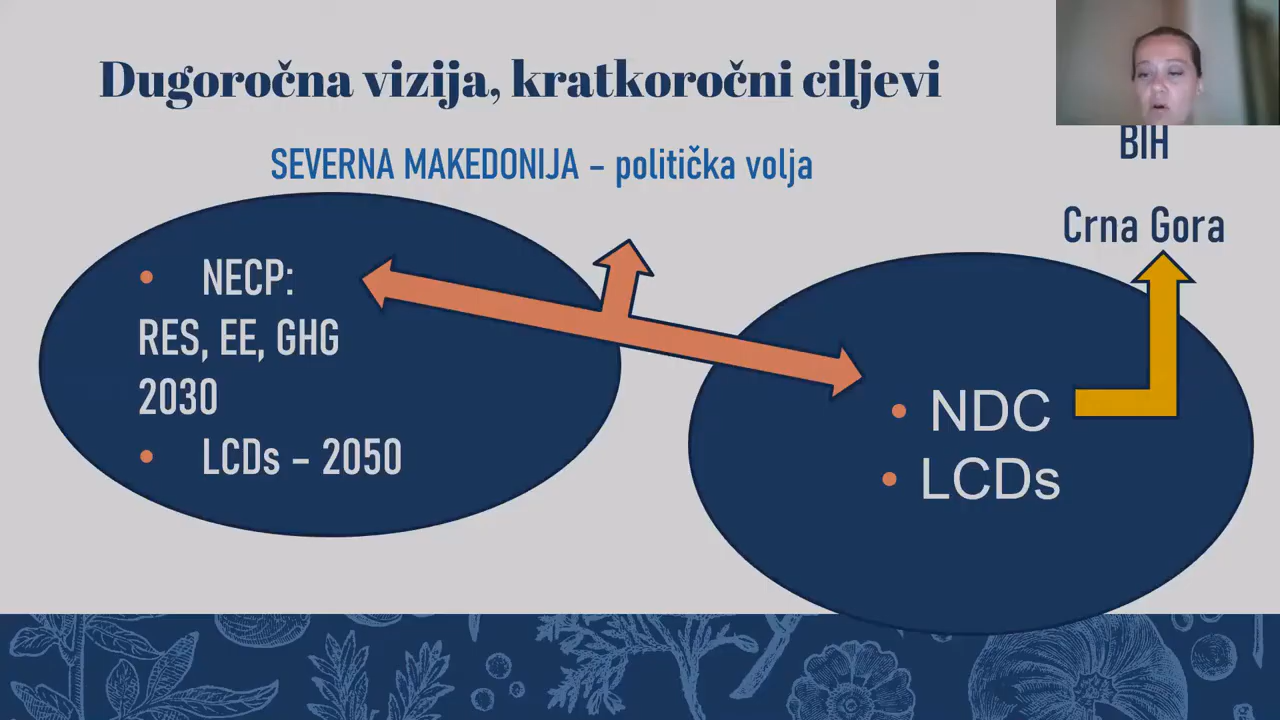 Dugoročna vizija, kratkoročni ciljevi
SEVERNA MAKEDONIJA – politička volja
BIH
Crna Gora
• NECP:
RES, EE, GHG
2030
• LCDs – 2050
• NDC
• LCDs